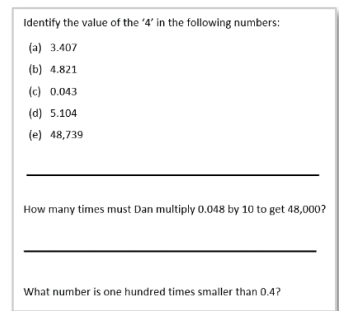 Identify the value of the ‘4’ in the following numbers:
(a) 3.407
(b) 4.821
(c) 0.043
(d) 5.104
(e) 48,739
How many times must Dan multiply 0.048 by 10 to get 48,000?
What number is one hundred times smaller than 0.4?